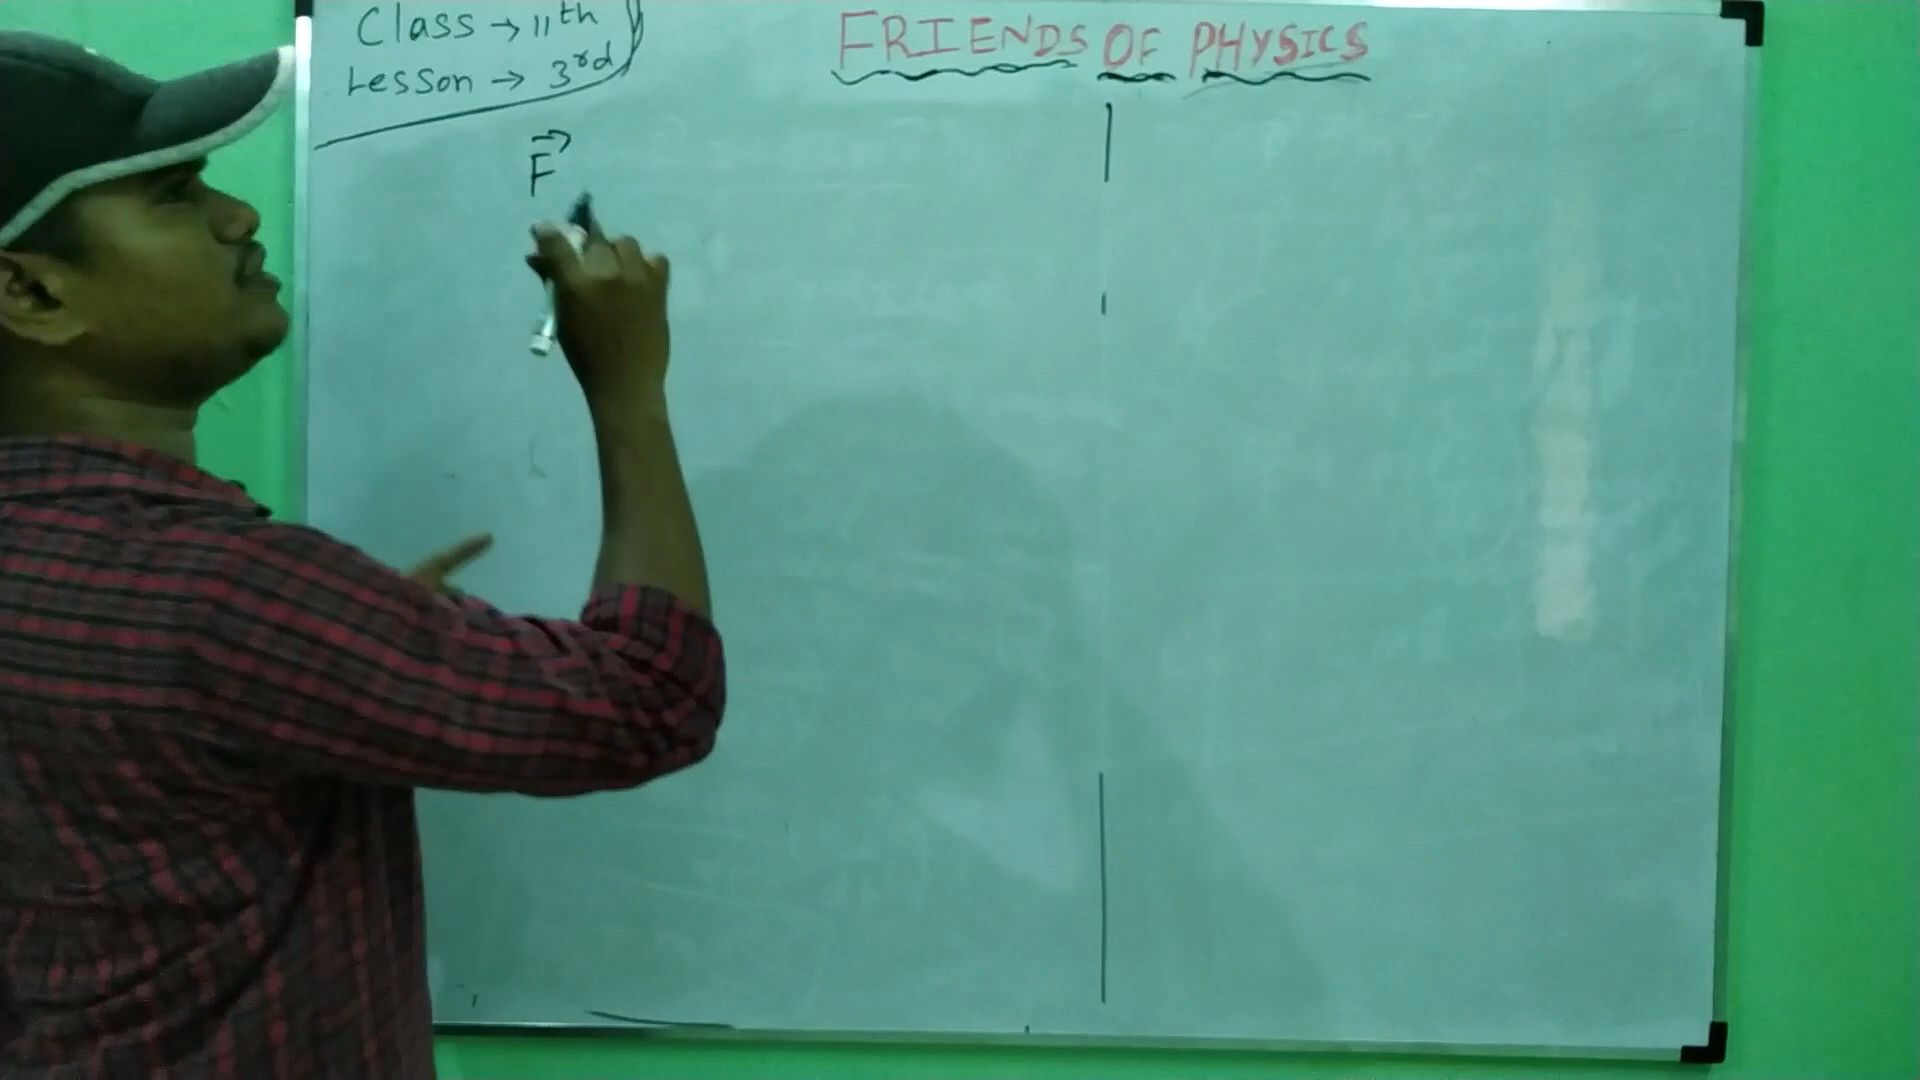 Class → 11th
Lesson → 3rd
FRIENDS OF PHYSICS
F⃗